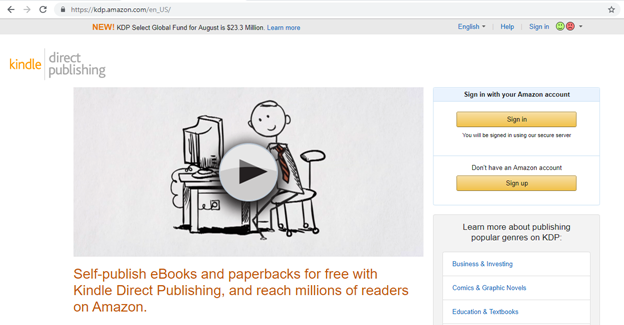 https://kdp.amazon.com/en_US/
NEW! KDP Select Global Fund for August is $23.3 Million. Learn more
English
Help
Sign in
kindle direct
publishing
Sign in with your Amazon account
Sign in
You will be signed in using our secure server
Don't have an Amazon account
Sign up
Self-publish eBooks and paperbacks for free with
Kindle Direct Publishing, and reach millions of readers
on Amazon.
Learn more about publishing
popular genres on KDP:
Business & Investing
Comics & Graphic Novels
Education & Textbooks